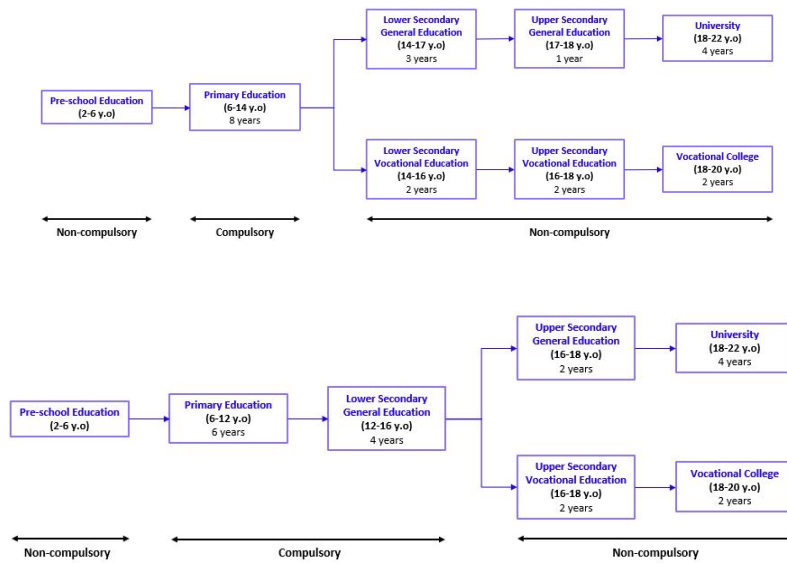 Pre-school Education
(2-6 y.o)
Primary Education
(6-14 y.o)
8 years
Lower Secondary
General Education
(14-17 y.o)
3 years
Upper Secondary
General Education
(17-18 y.o)
1 year
University
(18-22 y.o)
4 years
Lower Secondary
Vocational Education
(14-16 y.o)
2 years
Upper Secondary
Vocational Education
(16-18 y.o)
2 years
Vocational College
(18-20 y.o)
2 years
Non-compulsory
Compulsory
Non-compulsory
Pre-school Education
(2-6 y.o)
Primary Education
(6-12 y.o)
6 years
Lower Secondary
General Education
(12-16 y.o)
4 years
Upper Secondary
General Education
(16-18 y.o)
2 years
University
(18-22 y.o)
4 years
Upper Secondary
Vocational Education
(16-18 y.o)
2 years
Vocational College
(18-20 y.o)
2 years
Non-compulsory
Compulsory
Non-compulsory